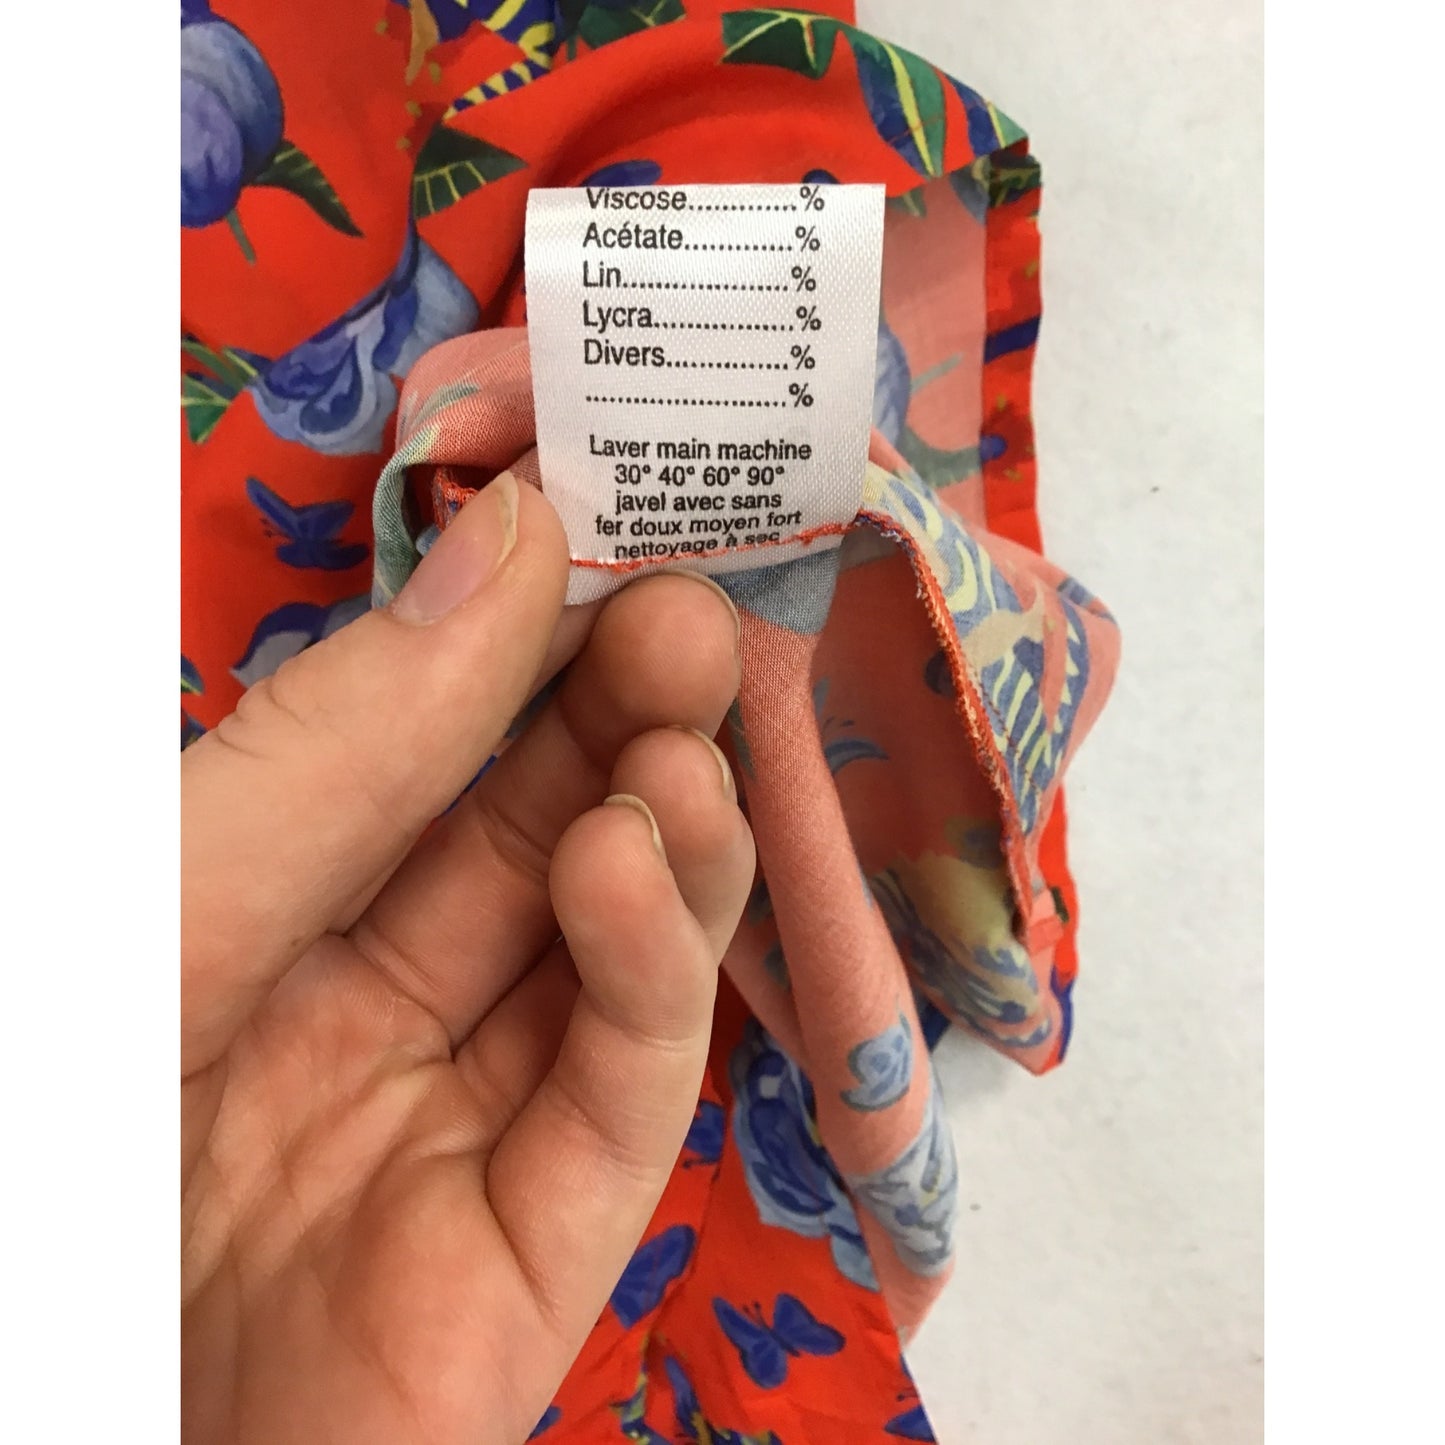 Viscose.............%
Acétate.............%
Lin....................%
Lycra.................%
Divers...............%
........................%
Laver main machine
30° 40° 60° 90°
javel avec sans
fer doux moyen fort
nettoyage à sec